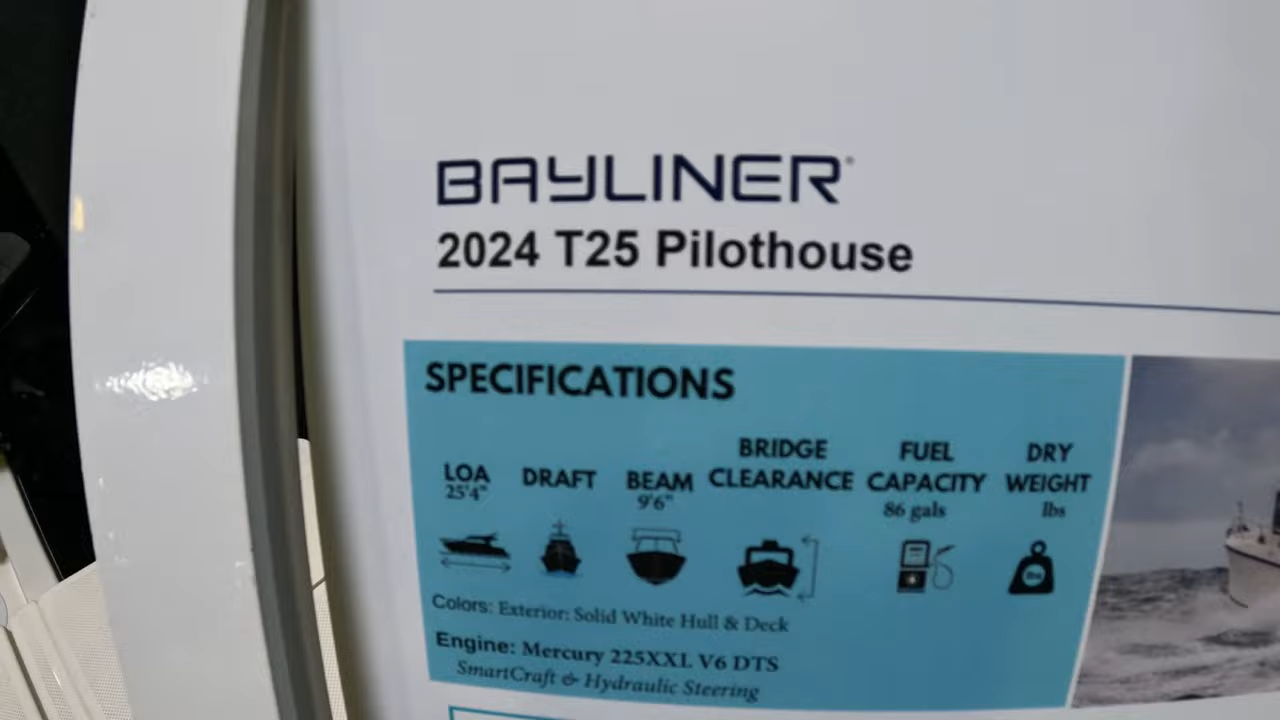 BAYLINER®
2024 T25 Pilothouse
SPECIFICATIONS
LOA
25'4"
DRAFT
BEAM
9'6"
BRIDGE
CLEARANCE
FUEL
CAPACITY
86 gals
DRY
WEIGHT
lbs
Colors: Exterior: Solid White Hull & Deck
Engine: Mercury 225XXL V6 DTS
SmartCraft & Hydraulic Steering